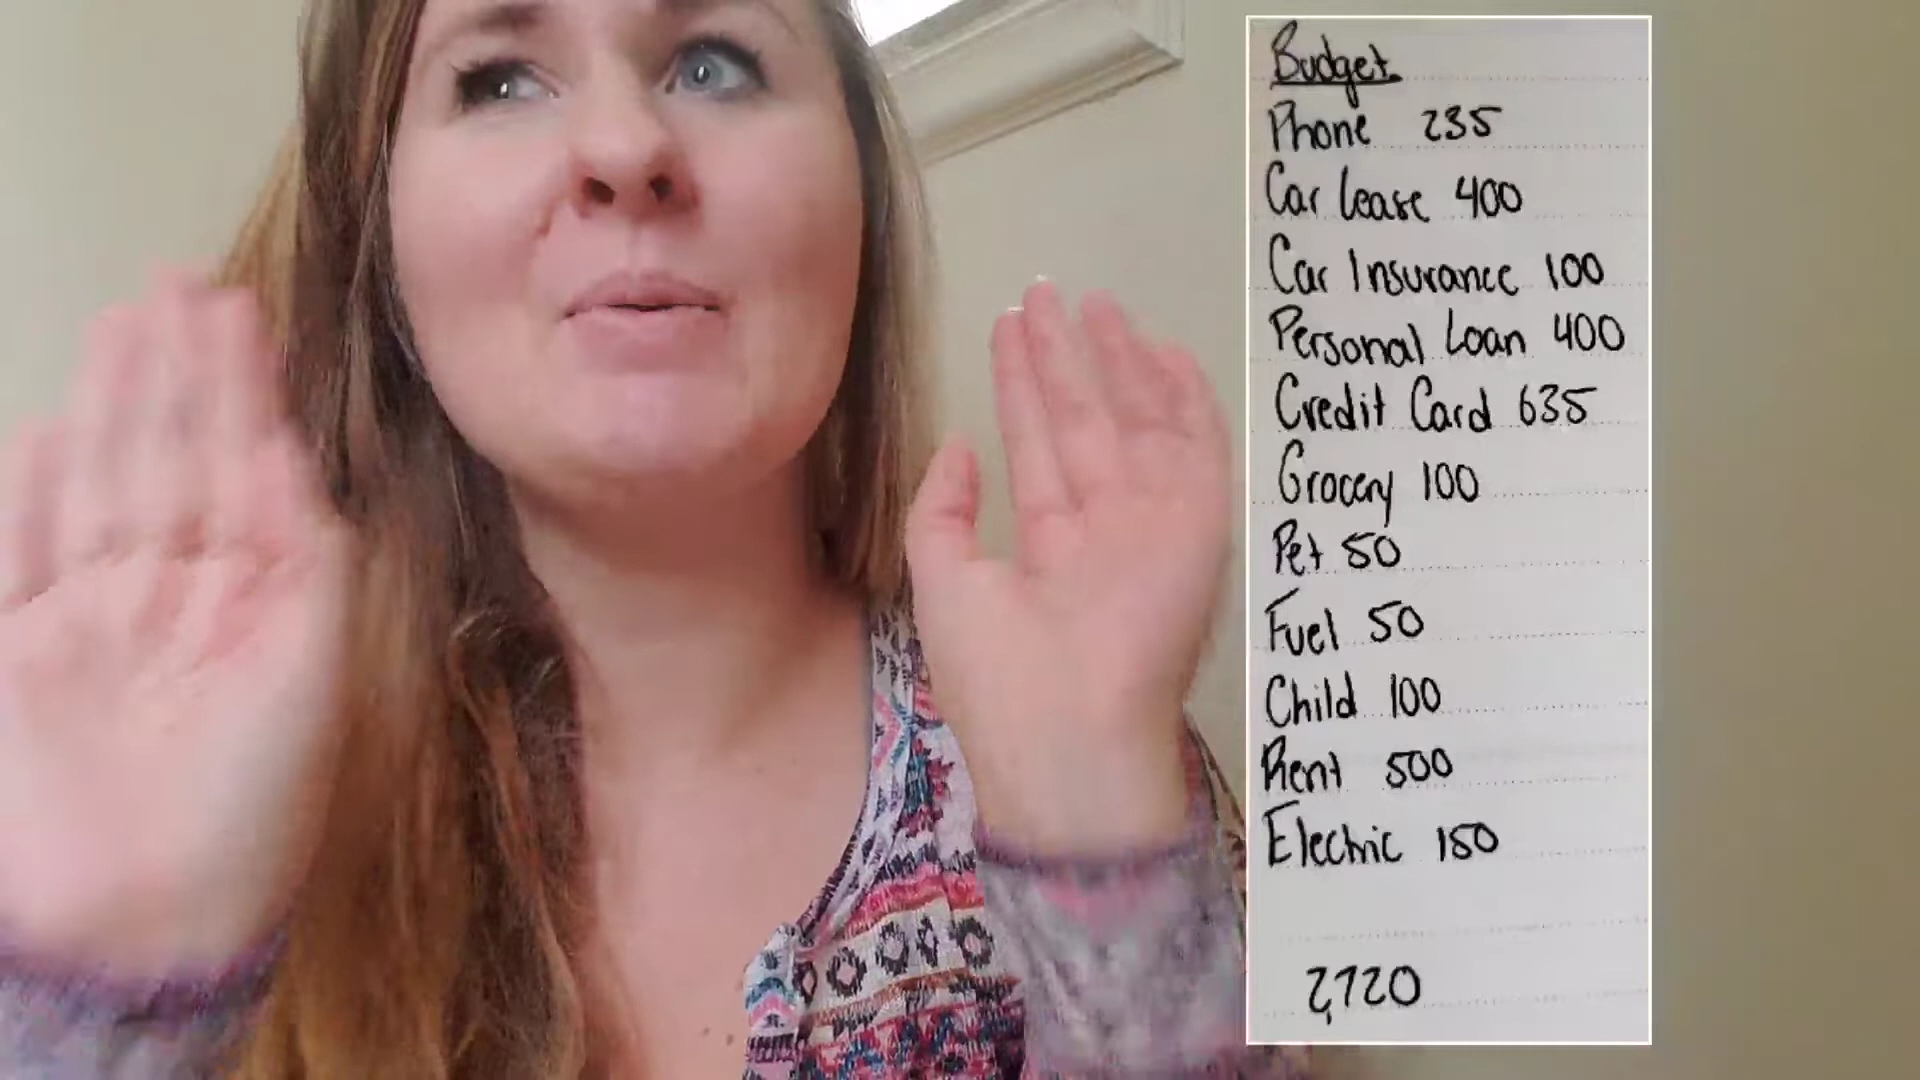 Budget
Phone 235
Car Lease 400
Car Insurance 100
Personal Loan 400
Credit Card 635
Grocery 100
Pet 50
Fuel 50
Child 100
Rent 500
Electric 150
2,720